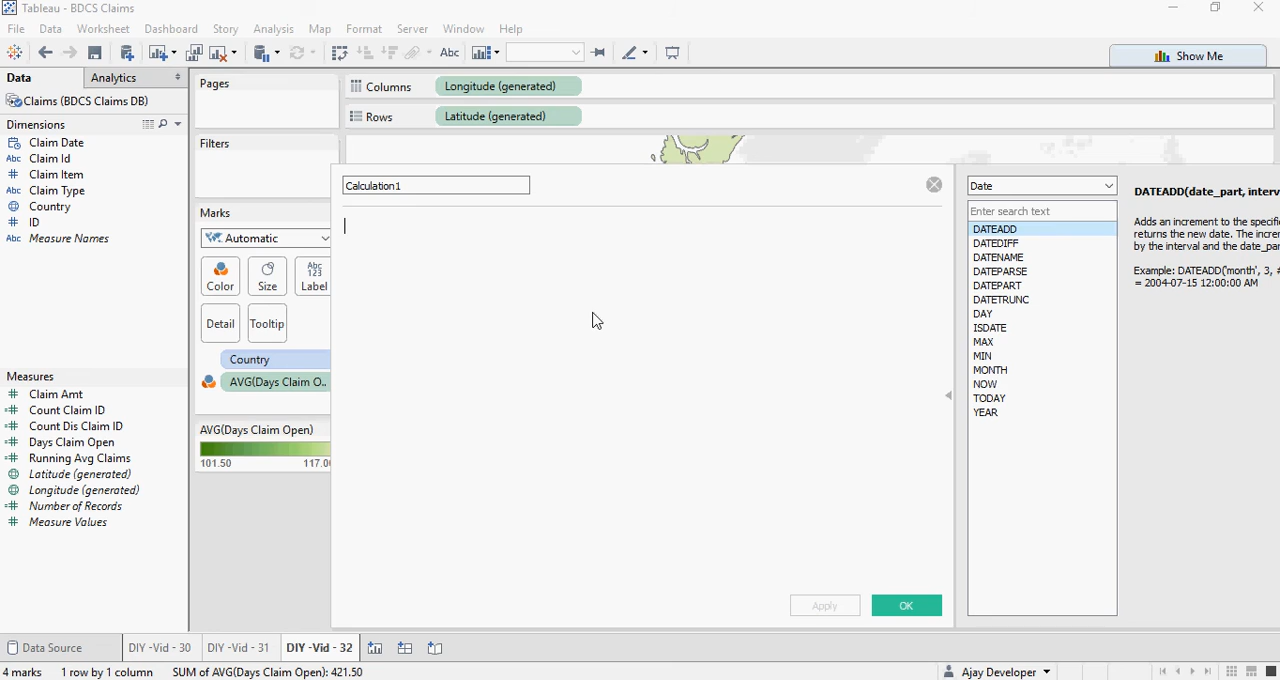 Tableau - BDCS Claims
File Data Worksheet Dashboard Story Analysis Map Format Server Window Help
Abc
Show Me
Data Analytics
Claims (BDCS Claims DB)
Dimensions
Claim Date
Abc Claim Id
Claim Item
Abc Claim Type
Country
ID
Abc Measure Names
Measures
Claim Amt
Count Claim ID
Count Dis Claim ID
Days Claim Open
Running Avg Claims
Latitude (generated)
Longitude (generated)
Number of Records
Measure Values
Pages
Filters
Marks
Automatic
Color Size Abc 123 Label
Detail Tooltip
Country
AVG(Days Claim O..
AVG(Days Claim Open)
101.50 117.0
Columns Longitude (generated)
Rows Latitude (generated)
Calculation1
Apply OK
Date
Enter search text
DATEADD
DATEDIFF
DATENAME
DATEPARSE
DATEPART
DATETRUNC
DAY
ISDATE
MAX
MIN
MONTH
NOW
TODAY
YEAR
DATEADD(date_part, interv
Adds an increment to the specifi
returns the new date. The incre
by the interval and the date_pa
Example: DATEADD('month', 3, #
= 2004-07-15 12:00:00 AM
Data Source DIY -Vid - 30 DIY -Vid - 31 DIY -Vid - 32
4 marks 1 row by 1 column SUM of AVG(Days Claim Open): 421.50 Ajay Developer